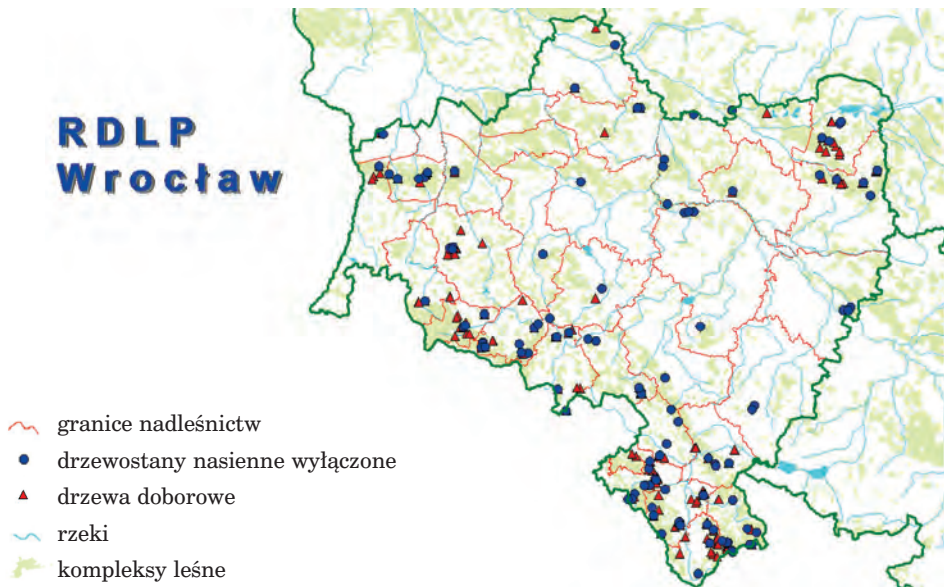 RDLP
Wrocław
granice nadleśnictw
drzewostany nasienne wyłączone
drzewa doborowe
rzeki
kompleksy leśne